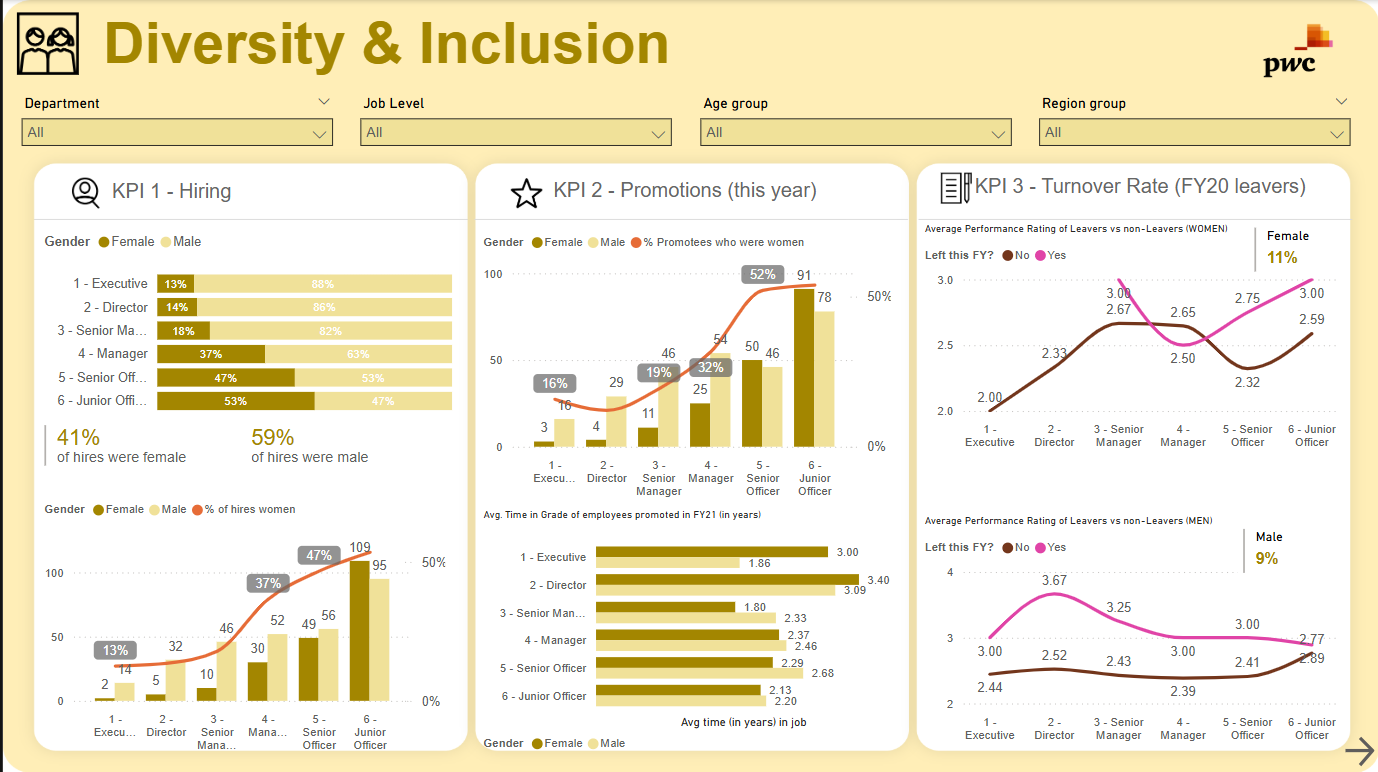 Diversity & Inclusion
pwc
Department
Job Level
Age group
Region group
All
All
All
All
KPI 1 - Hiring
Gender Female Male
1 - Executive 13% 88%
2 - Director 14% 86%
3 - Senior Ma... 18% 82%
4 - Manager 37% 63%
5 - Senior Off... 47% 53%
6 - Junior Offi... 53% 47%
41%
of hires were female
59%
of hires were male
Gender Female Male % of hires women
100
50
0
50%
0%
13%
37%
47%
2
14
5
32
10
46
30
52
49
56
109
95
1 -
Execu...
2 -
Director
3 -
Senior
Mana...
4 -
Mana...
5 -
Senior
Officer
6 -
Junior
Officer
KPI 2 - Promotions (this year)
Gender Female Male % Promotees who were women
100
50
0
50%
0%
16%
19%
32%
52%
3
16
4
29
11
46
25
54
50
46
91
78
1 -
Execu...
2 -
Director
3 -
Senior
Manager
4 -
Manager
5 -
Senior
Officer
6 -
Junior
Officer
Avg. Time in Grade of employees promoted in FY21 (in years)
1 - Executive 3.00
1.86
2 - Director 3.40
3.09
3 - Senior Man... 1.80
2.33
4 - Manager 2.37
2.46
5 - Senior Officer 2.29
2.68
6 - Junior Officer 2.13
2.20
Avg time (in years) in job
Gender Female Male
KPI 3 - Turnover Rate (FY20 leavers)
Average Performance Rating of Leavers vs non-Leavers (WOMEN)
Left this FY? No Yes
Female
11%
3.0
2.5
2.0
2.00
2.33
3.00
2.67
2.65
2.50
2.75
2.32
3.00
2.59
1 -
Executive
2 -
Director
3 - Senior
Manager
4 -
Manager
5 - Senior
Officer
6 - Junior
Officer
Average Performance Rating of Leavers vs non-Leavers (MEN)
Left this FY? No Yes
Male
9%
4
3
2
3.00
2.44
3.67
2.52
3.25
2.43
3.00
2.39
3.00
2.41
2.77
2.89
1 -
Executive
2 -
Director
3 - Senior
Manager
4 -
Manager
5 - Senior
Officer
6 - Junior
Officer